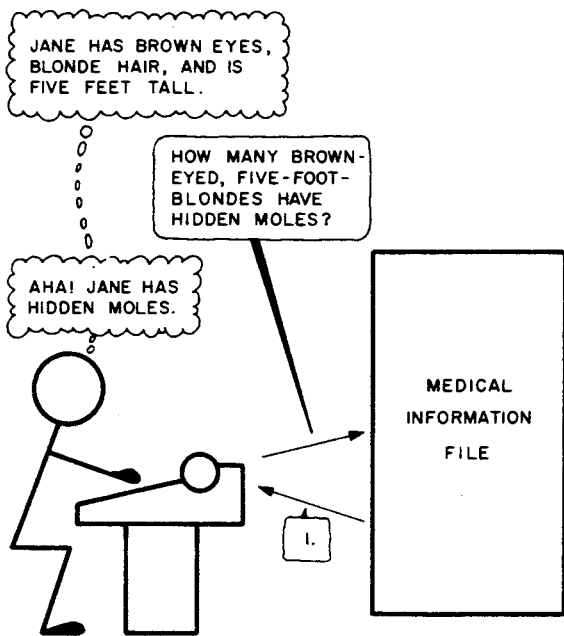 JANE HAS BROWN EYES,
BLONDE HAIR, AND IS
FIVE FEET TALL.
HOW MANY BROWN-
EYED, FIVE-FOOT-
BLONDES HAVE
HIDDEN MOLES?
AHA! JANE HAS
HIDDEN MOLES.
MEDICAL
INFORMATION
FILE
1.